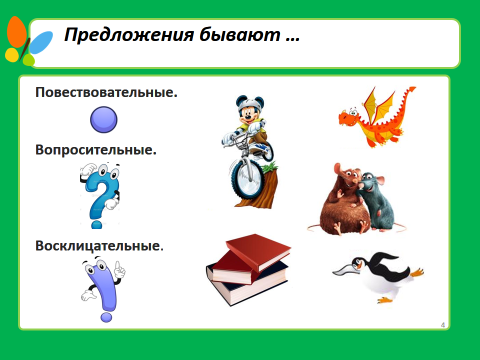 Предложения бывают ...
Повествовательные.
Вопросительные.
Восклицательные.
4